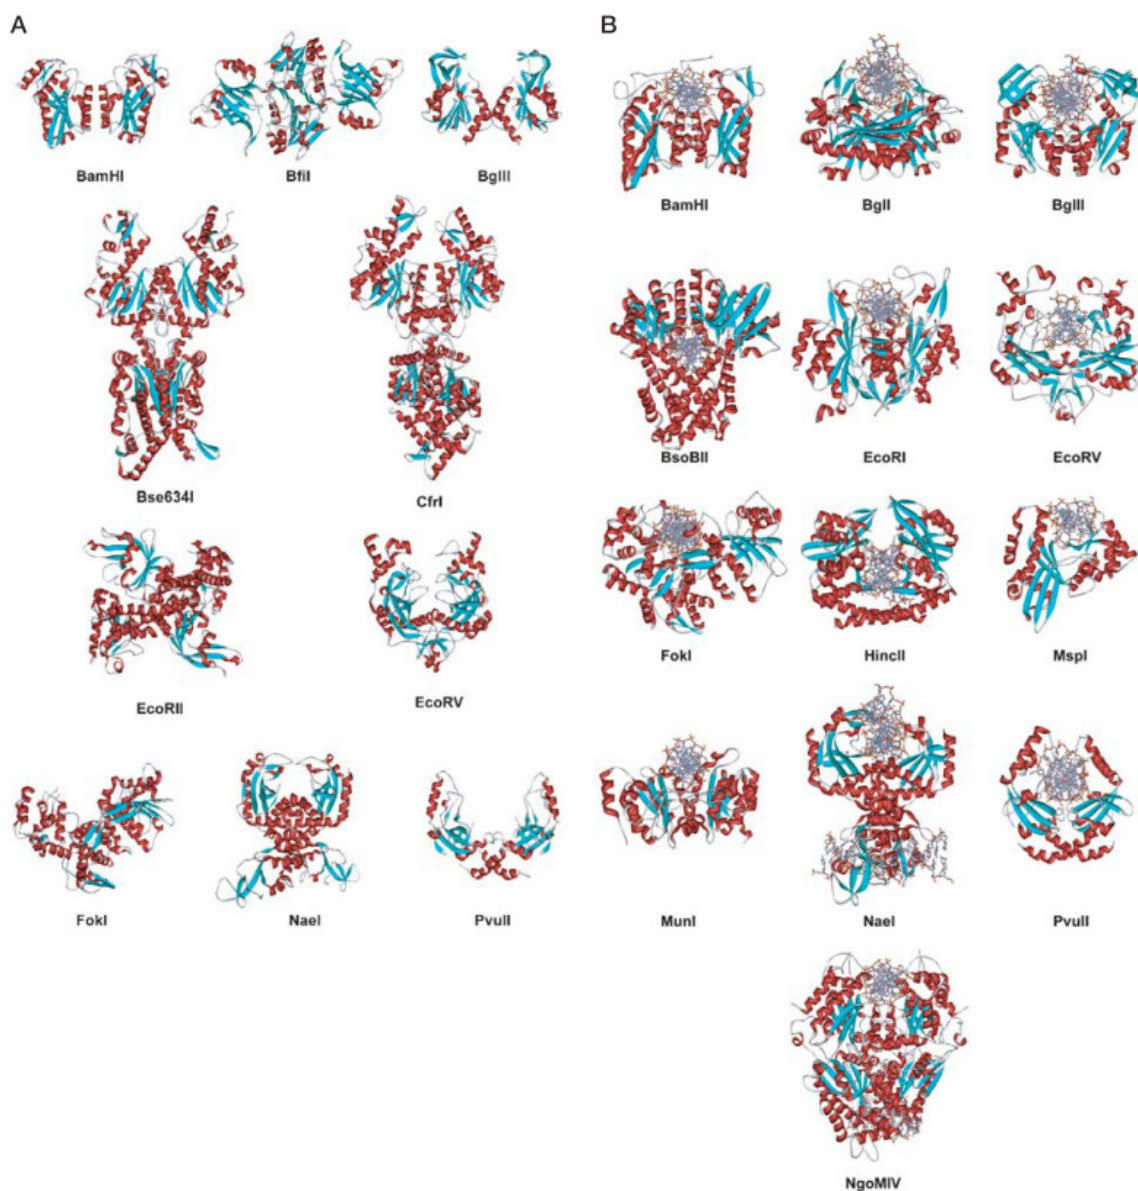 A
BamHI
BfiI
BglII
Bse634I
CfrI
EcoRII
EcoRV
FokI
NaeI
PvuII
B
BamHI
BglI
BglII
BsoBII
EcoRI
EcoRV
FokI
HincII
MspI
MunI
NaeI
PvuII
NgoMIV